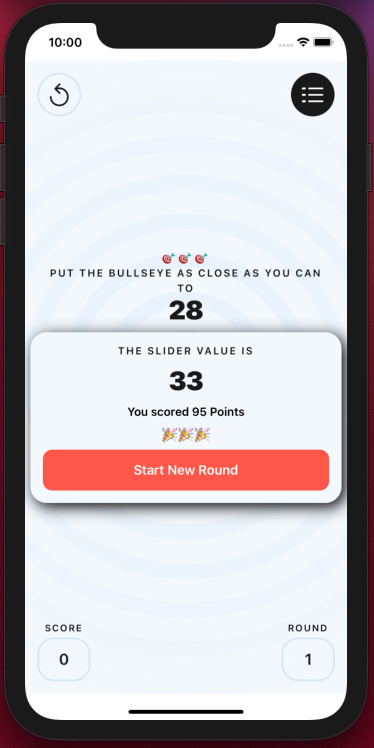 10:00
🎯🎯🎯
PUT THE BULLSEYE AS CLOSE AS YOU CAN
TO
28
THE SLIDER VALUE IS
33
You scored 95 Points
🎉🎉🎉
Start New Round
SCORE
ROUND
0
1